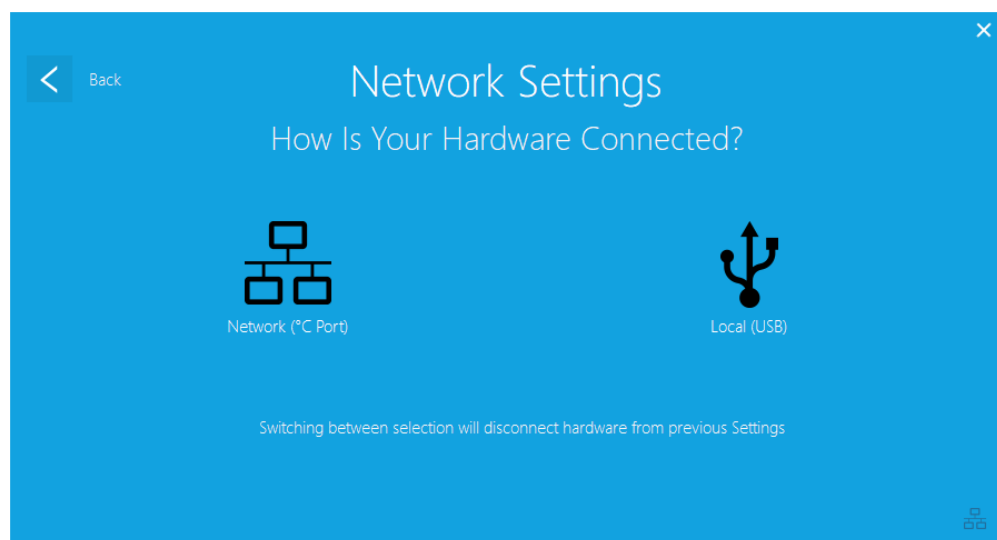 Back
Network Settings
How Is Your Hardware Connected?
Network (°C Port)
Local (USB)
Switching between selection will disconnect hardware from previous Settings